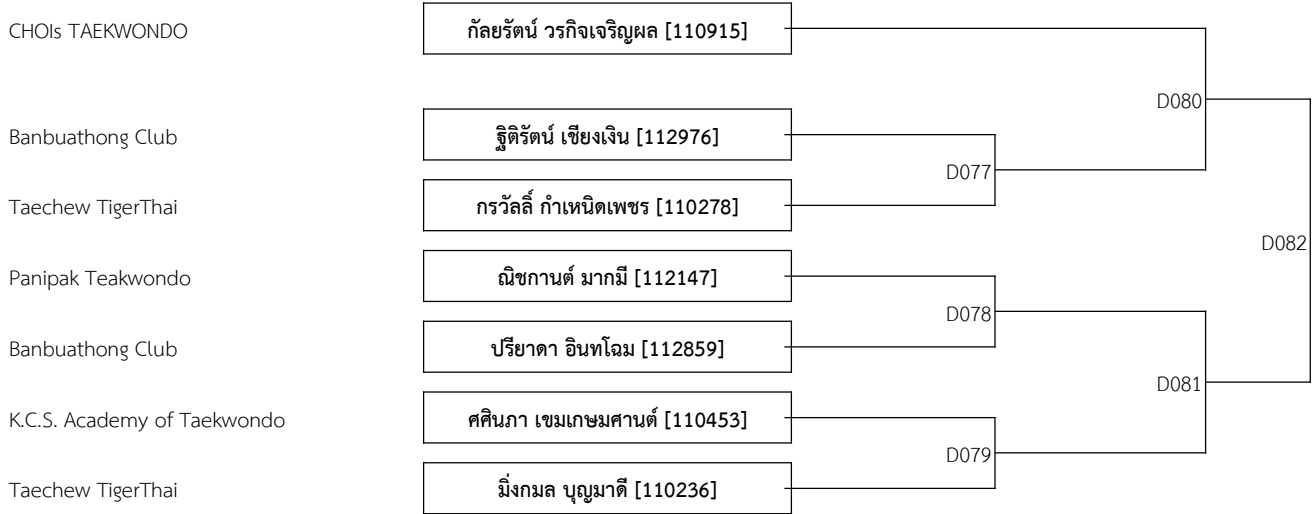 CHOIs TAEKWONDO กัลยรัตน์ วรกิจเจริญผล [110915]
D080
Banbuathong Club ฐิติรัตน์ เชียงเงิน [112976]
D077
Taechew TigerThai กรวัลลิ์ กำเหนิดเพชร [110278]
D082
Panipak Teakwondo ณิชกานต์ มากมี [112147]
D078
Banbuathong Club ปรียาดา อินทโฉม [112859]
D081
K.C.S. Academy of Taekwondo ศศินภา เขมเกษมศานต์ [110453]
D079
Taechew TigerThai มิ่งกมล บุญมาดี [110236]